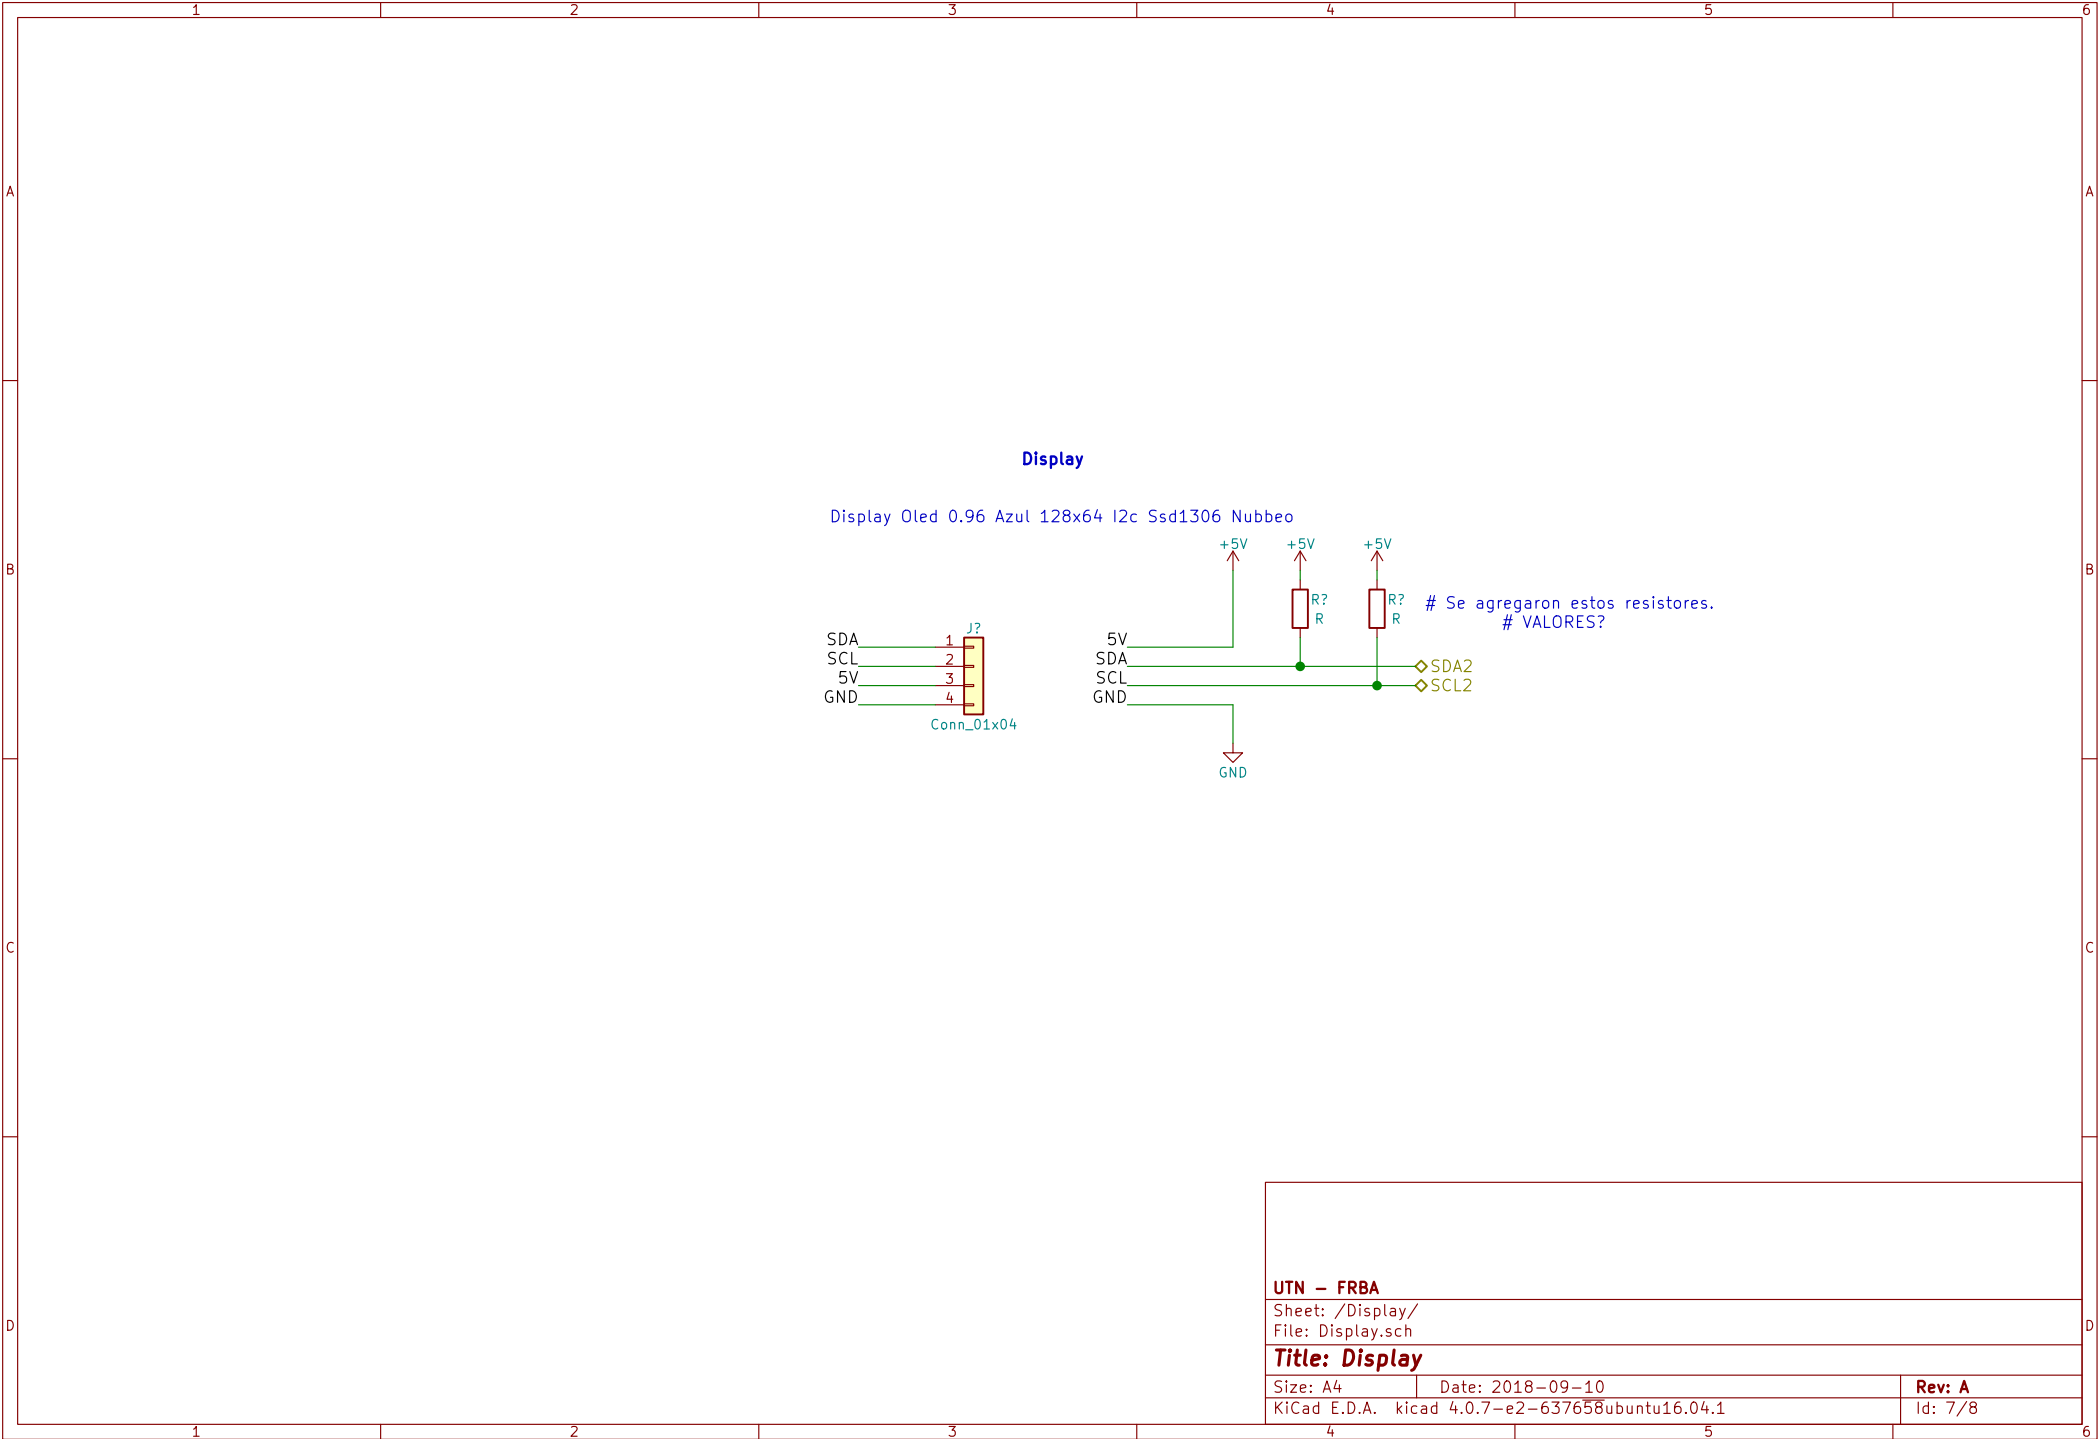 1 2 3 4 5 6
A A
Display
Display Oled 0.96 Azul 128x64 I2c Ssd1306 Nubbeo
+5V +5V +5V
B B
R? R? # Se agregaron estos resistores.
R R # VALORES?
J?
SDA 1 5V
SCL 2 SDA SDA2
5V 3 SCL SCL2
GND 4 GND
Conn_01x04
GND
C C
UTN - FRBA
Sheet: /Display/
File: Display.sch
D D
Title: Display
Size: A4 Date: 2018-09-10 Rev: A
KiCad E.D.A. kicad 4.0.7-e2-637658ubuntu16.04.1 Id: 7/8
1 2 3 4 5 6